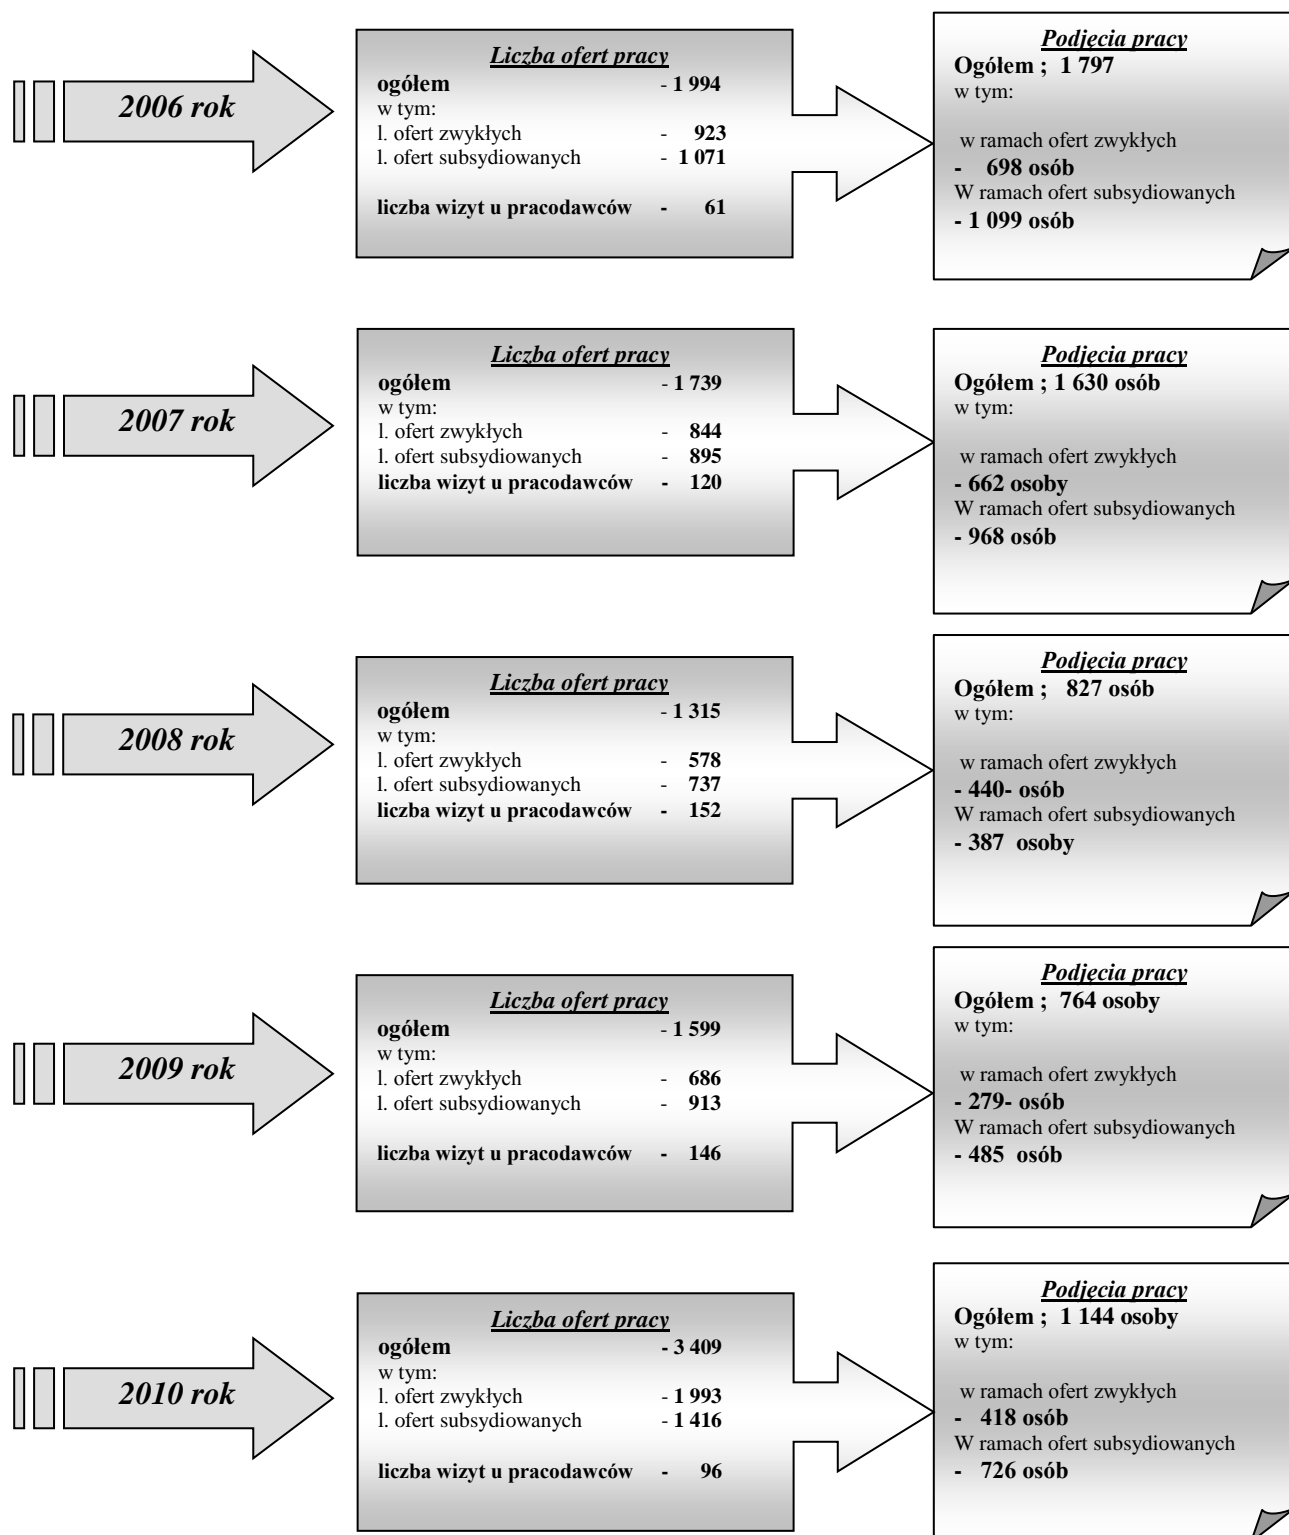 2006 rok
Liczba ofert pracy
ogółem - 1 994
w tym:
l. ofert zwykłych - 923
l. ofert subsydiowanych - 1 071
liczba wizyt u pracodawców - 61
Podjęcia pracy
Ogółem ; 1 797
w tym:
w ramach ofert zwykłych
- 698 osób
W ramach ofert subsydiowanych
- 1 099 osób
2007 rok
Liczba ofert pracy
ogółem - 1 739
w tym:
l. ofert zwykłych - 844
l. ofert subsydiowanych - 895
liczba wizyt u pracodawców - 120
Podjęcia pracy
Ogółem ; 1 630 osób
w tym:
w ramach ofert zwykłych
- 662 osoby
W ramach ofert subsydiowanych
- 968 osób
2008 rok
Liczba ofert pracy
ogółem - 1 315
w tym:
l. ofert zwykłych - 578
l. ofert subsydiowanych - 737
liczba wizyt u pracodawców - 152
Podjęcia pracy
Ogółem ; 827 osób
w tym:
w ramach ofert zwykłych
- 440- osób
W ramach ofert subsydiowanych
- 387 osoby
2009 rok
Liczba ofert pracy
ogółem - 1 599
w tym:
l. ofert zwykłych - 686
l. ofert subsydiowanych - 913
liczba wizyt u pracodawców - 146
Podjęcia pracy
Ogółem ; 764 osoby
w tym:
w ramach ofert zwykłych
- 279- osób
W ramach ofert subsydiowanych
- 485 osób
2010 rok
Liczba ofert pracy
ogółem - 3 409
w tym:
l. ofert zwykłych - 1 993
l. ofert subsydiowanych - 1 416
liczba wizyt u pracodawców - 96
Podjęcia pracy
Ogółem ; 1 144 osoby
w tym:
w ramach ofert zwykłych
- 418 osób
W ramach ofert subsydiowanych
- 726 osób